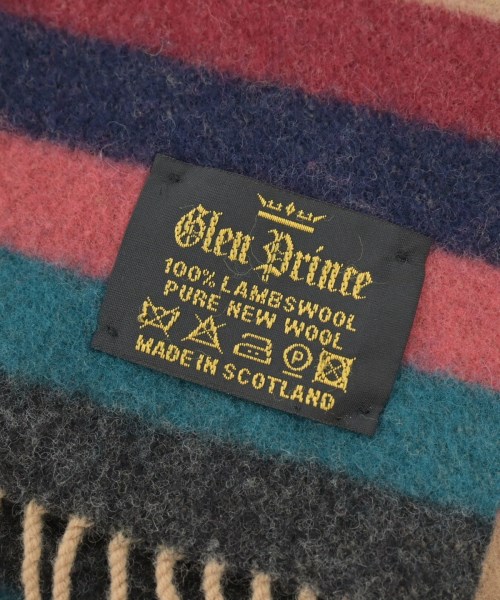 Glen Prince
100% LAMBSWOOL
PURE NEW WOOL
P
MADE IN SCOTLAND